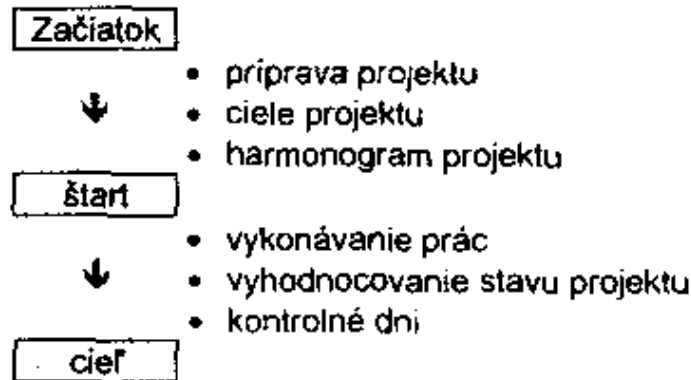 Začiatok
• príprava projektu
• ciele projektu
• harmonogram projektu
štart
• vykonávanie prác
• vyhodnocovanie stavu projektu
• kontrolné dni
cieľ